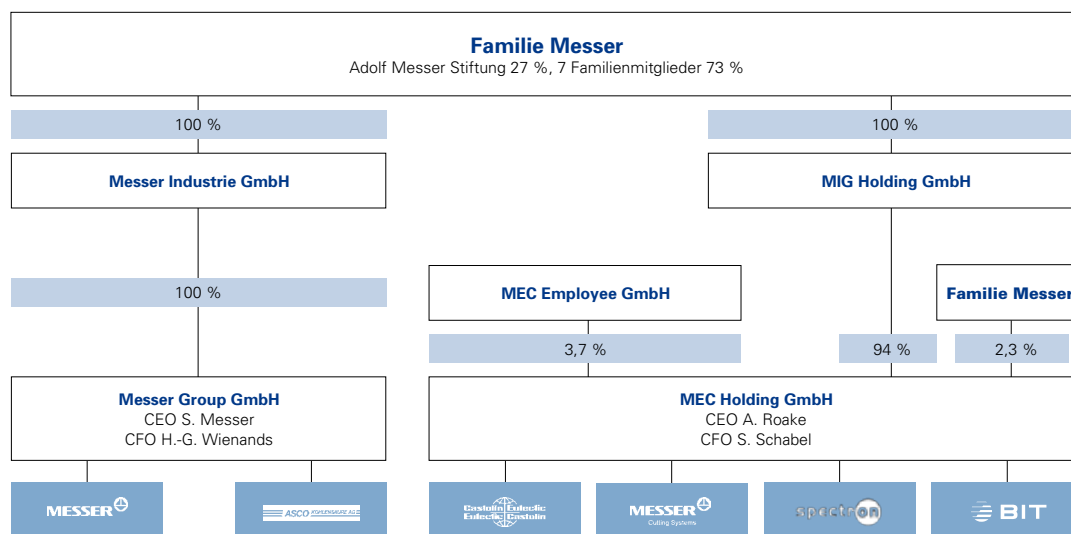 Familie Messer
Adolf Messer Stiftung 27 %, 7 Familienmitglieder 73 %
100 %
100 %
Messer Industrie GmbH
MIG Holding GmbH
100 %
MEC Employee GmbH
Familie Messer
3,7 %
94 %
2,3 %
Messer Group GmbH
CEO S. Messer
CFO H.-G. Wienands
MEC Holding GmbH
CEO A. Roake
CFO S. Schabel
MESSER
ASCO KOHLENSÄURE AG
Castolin Eutectic
Eutectic Castolin
MESSER
Cutting Systems
spectron
BIT